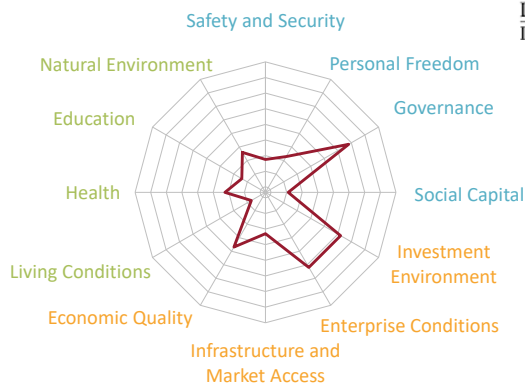 Safety and Security
Natural Environment
Personal Freedom
Education
Governance
Health
Social Capital
Investment
Environment
Living Conditions
Economic Quality
Enterprise Conditions
Infrastructure and
Market Access